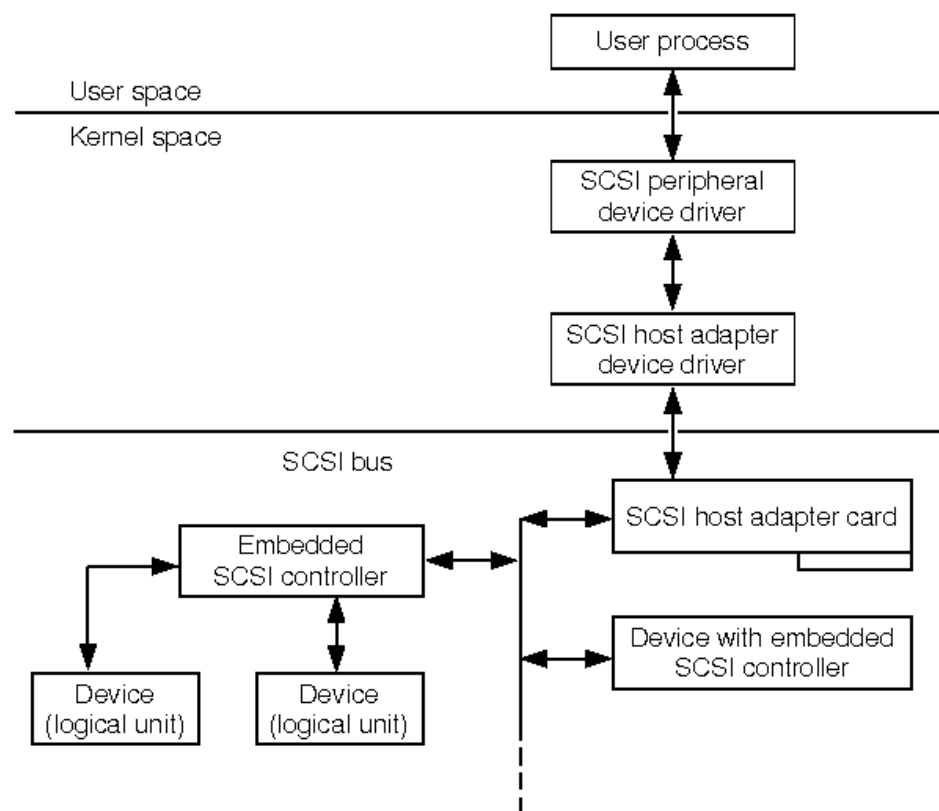 User process
User space
Kernel space
SCSI peripheral
device driver
SCSI host adapter
device driver
SCSI bus
SCSI host adapter card
Embedded
SCSI controller
Device with embedded
SCSI controller
Device
(logical unit)
Device
(logical unit)